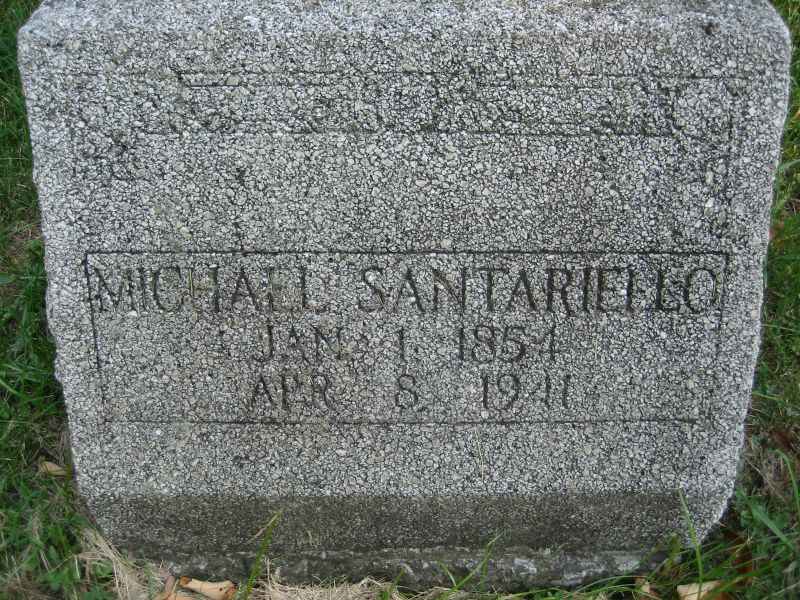 MICHAEL SANTARIELLO
JAN. 1. 1854
APR. 8. 1941